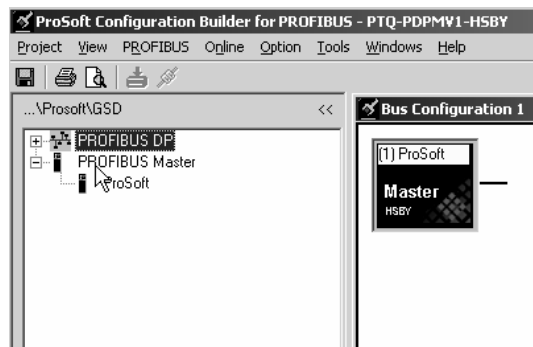 ProSoft Configuration Builder for PROFIBUS - PTQ-PDPMV1-HSBY
Project View PROFIBUS Online Option Tools Windows Help
...\Prosoft\GSD <<
Bus Configuration 1
PROFIBUS DP
PROFIBUS Master
ProSoft
(1) ProSoft
Master
HSBY